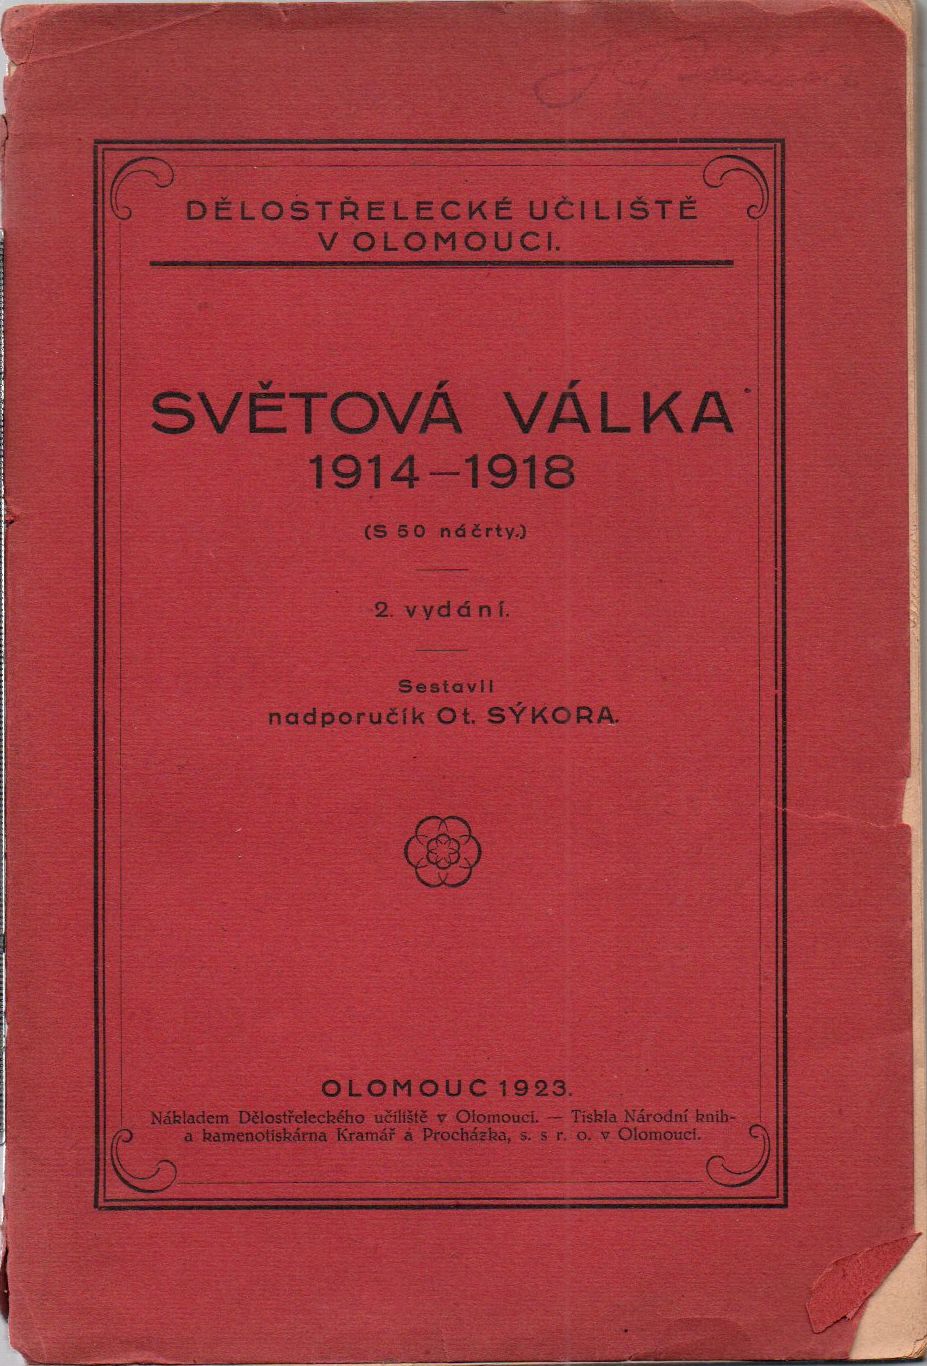 DĚLOSTŘELECKÉ UČILIŠTĚ
V OLOMOUCI.
SVĚTOVÁ VÁLKA
1914–1918
(S 50 náčrty.)
2. vydání.
Sestavil
nadporučík Ot. SÝKORA.
OLOMOUC 1923.
Nákladem Dělostřeleckého učiliště v Olomouci. — Tiskla Národní knih-
a kamenotiskárna Kramář a Procházka, s. s r. o. v Olomouci.